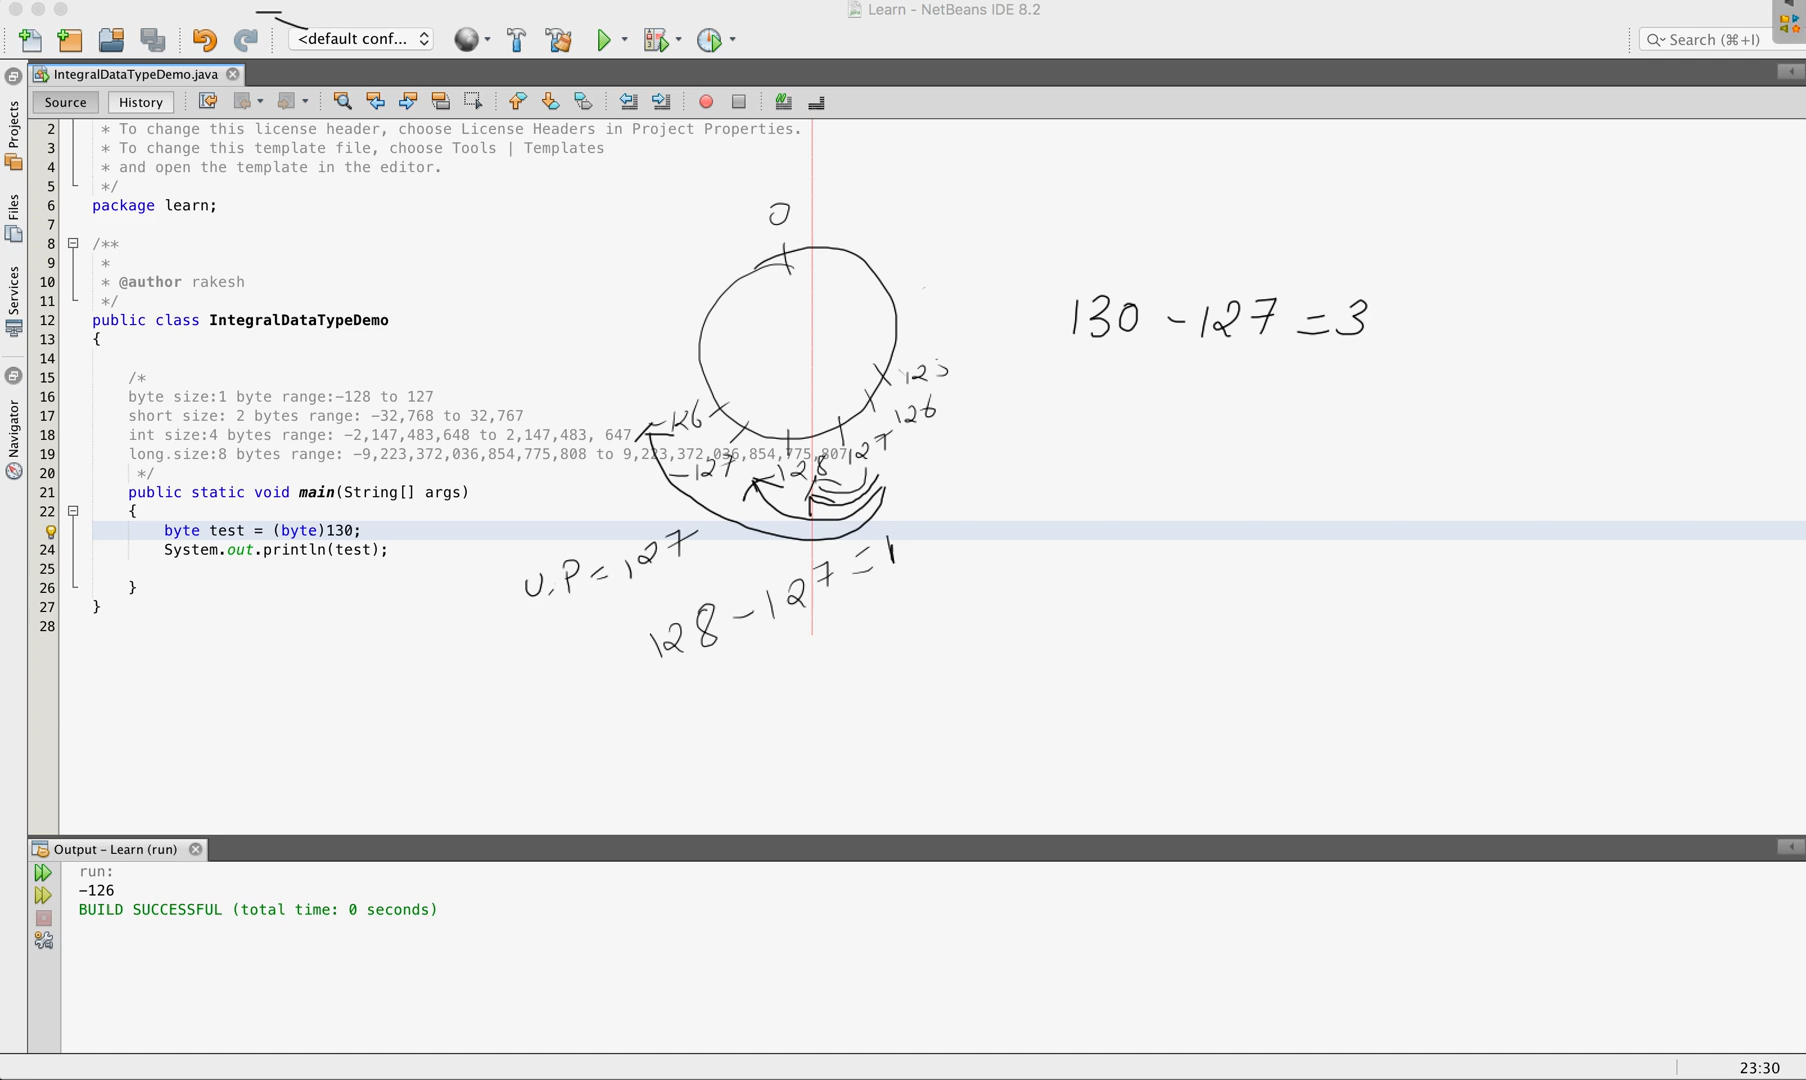 Learn - NetBeans IDE 8.2
<default conf...
Search (⌘+I)
IntegralDataTypeDemo.java
Source History
Projects
Files
Services
Navigator
2 * To change this license header, choose License Headers in Project Properties.
3 * To change this template file, choose Tools | Templates
4 * and open the template in the editor.
5 */
6 package learn;
7
8 /**
9 *
10 * @author rakesh
11 */
12 public class IntegralDataTypeDemo
13 {
14
15 /*
16 byte size:1 byte range:-128 to 127
17 short size: 2 bytes range: -32,768 to 32,767
18 int size:4 bytes range: -2,147,483,648 to 2,147,483, 647
19 long.size:8 bytes range: -9,223,372,036,854,775,808 to 9,223,372,036,854,775,807
20 */
21 public static void main(String[] args)
22 {
byte test = (byte)130;
24 System.out.println(test);
25
26 }
27 }
28
0
130 - 127 = 3
126
-126
127
-127
-128
U.P = 127
128 - 127 = 1
Output - Learn (run)
run:
-126
BUILD SUCCESSFUL (total time: 0 seconds)
23:30